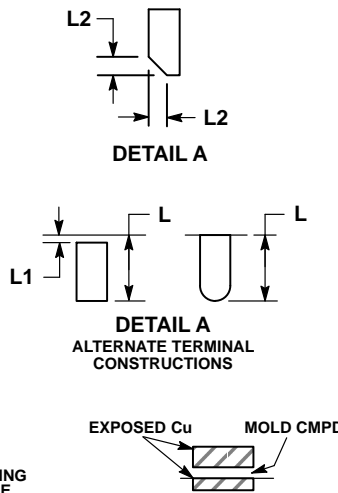 L2
L2
DETAIL A
L
L
L1
DETAIL A
ALTERNATE TERMINAL
CONSTRUCTIONS
EXPOSED Cu
MOLD CMPD